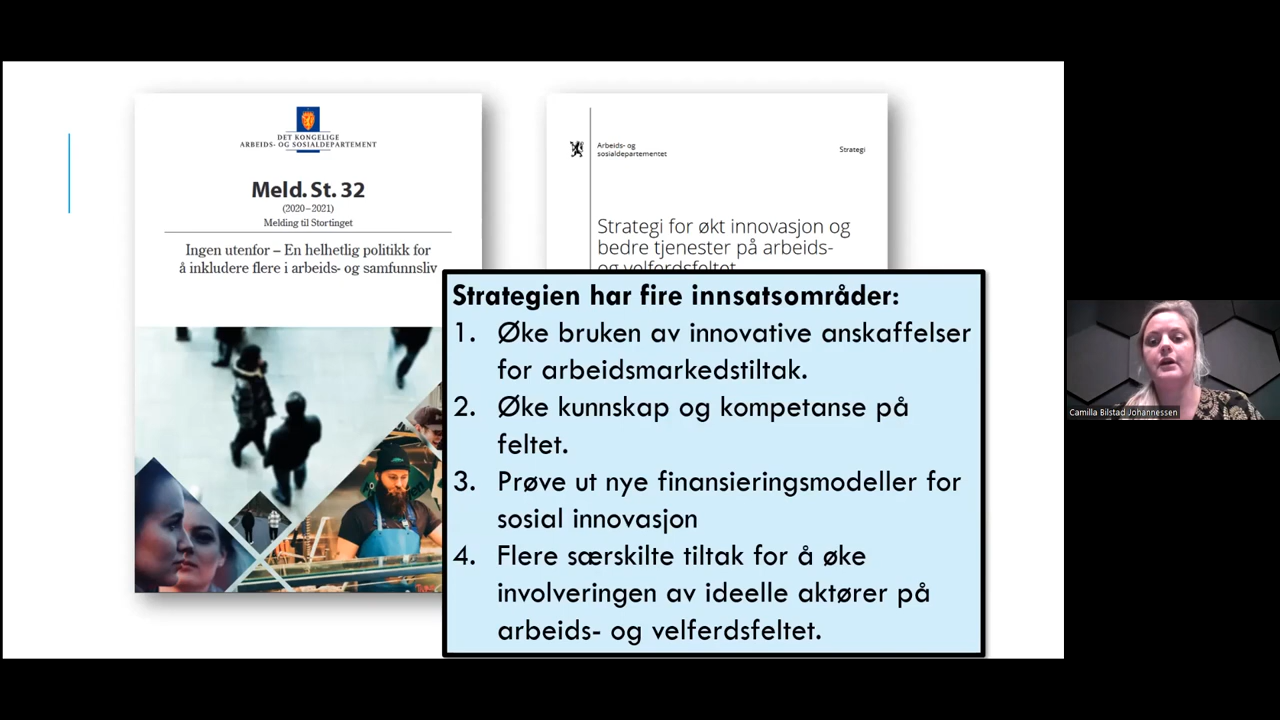 DET KONGELIGE
ARBEIDS- OG SOSIALDEPARTEMENT
Meld. St. 32
(2020–2021)
Melding til Stortinget
Ingen utenfor – En helhetlig politikk for
å inkludere flere i arbeids- og samfunnsliv
Arbeids- og
sosialdepartementet
Strategi
Strategi for økt innovasjon og
bedre tjenester på arbeids-
og velferdsfeltet
Strategien har fire innsatsområder:
1. Øke bruken av innovative anskaffelser
for arbeidsmarkedstiltak.
2. Øke kunnskap og kompetanse på
feltet.
3. Prøve ut nye finansieringsmodeller for
sosial innovasjon
4. Flere særskilte tiltak for å øke
involveringen av ideelle aktører på
arbeids- og velferdsfeltet.
Camilla Bilstad Johannessen